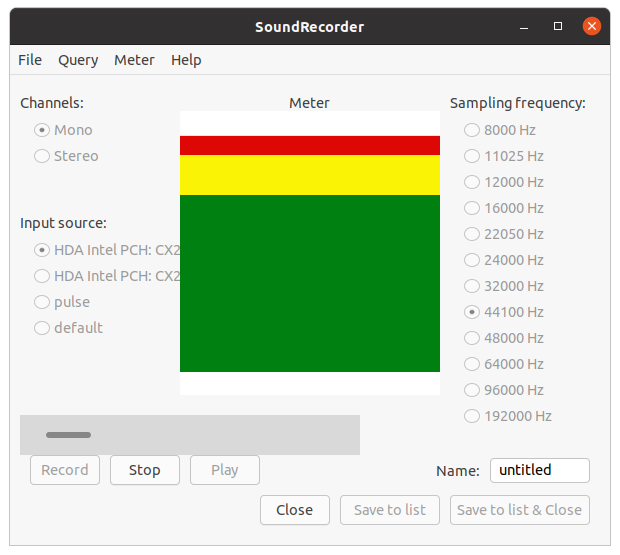 SoundRecorder
File Query Meter Help
Channels:
Mono
Stereo
Input source:
HDA Intel PCH: CX2
HDA Intel PCH: CX2
pulse
default
Meter
Sampling frequency:
8000 Hz
11025 Hz
12000 Hz
16000 Hz
22050 Hz
24000 Hz
32000 Hz
44100 Hz
48000 Hz
64000 Hz
96000 Hz
192000 Hz
Record Stop Play
Name: untitled
Close Save to list Save to list & Close